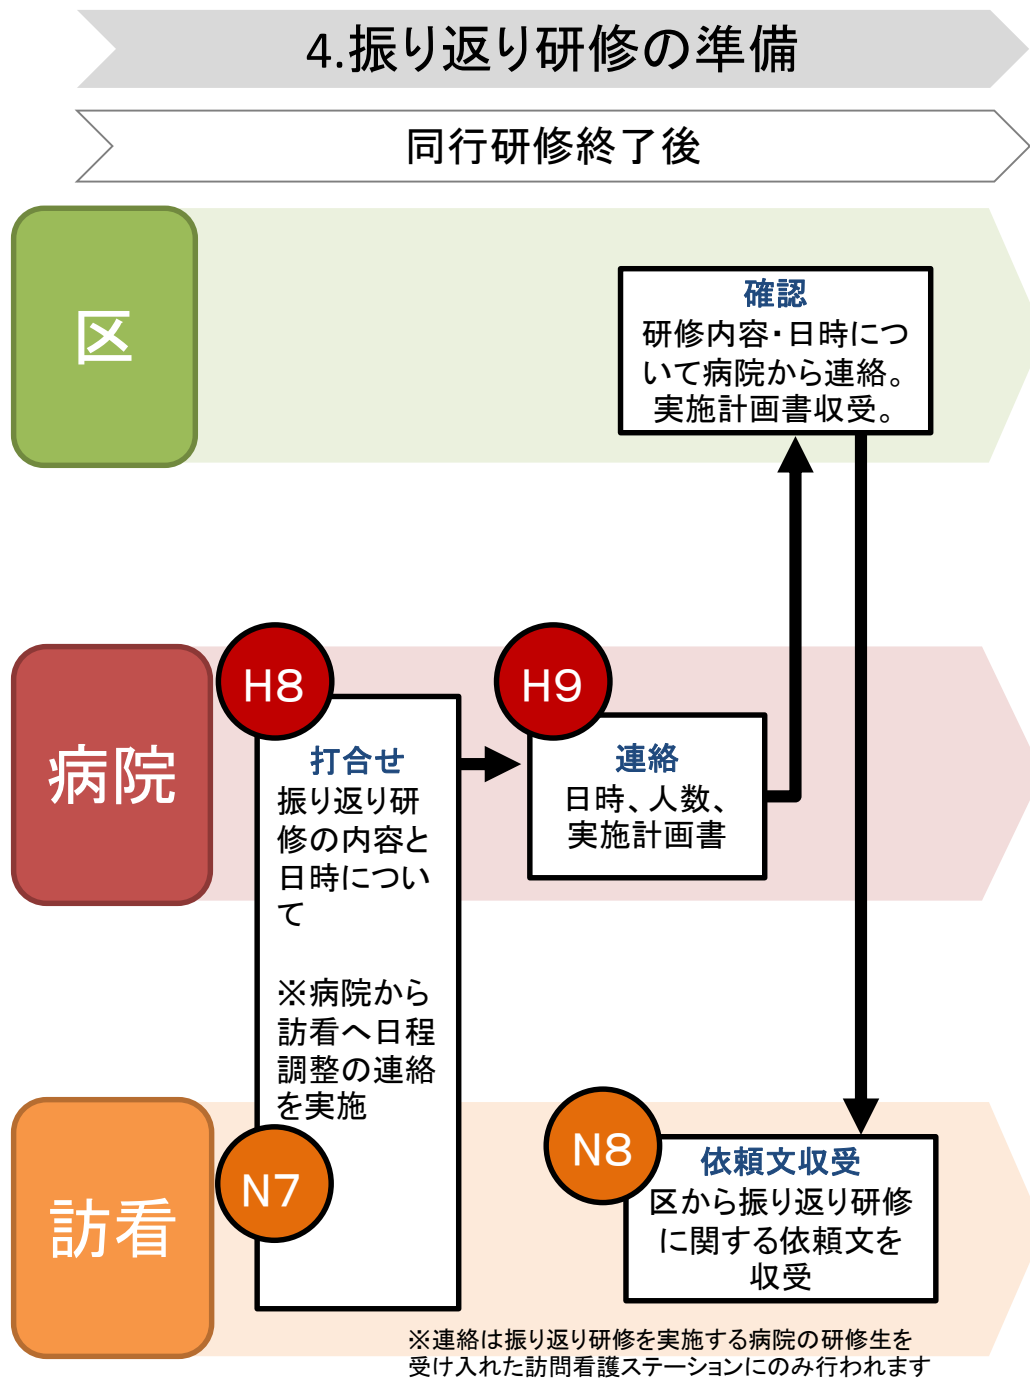 4.振り返り研修の準備
同行研修終了後
区
確認
研修内容・日時につ
いて病院から連絡。
実施計画書収受。
病院
H8
打合せ
振り返り研
修の内容と
日時につい
て
※病院から
訪看へ日程
調整の連絡
を実施
H9
連絡
日時、人数、
実施計画書
訪看
N7
N8
依頼文収受
区から振り返り研修
に関する依頼文を
収受
※連絡は振り返り研修を実施する病院の研修生を
受け入れた訪問看護ステーションにのみ行われます